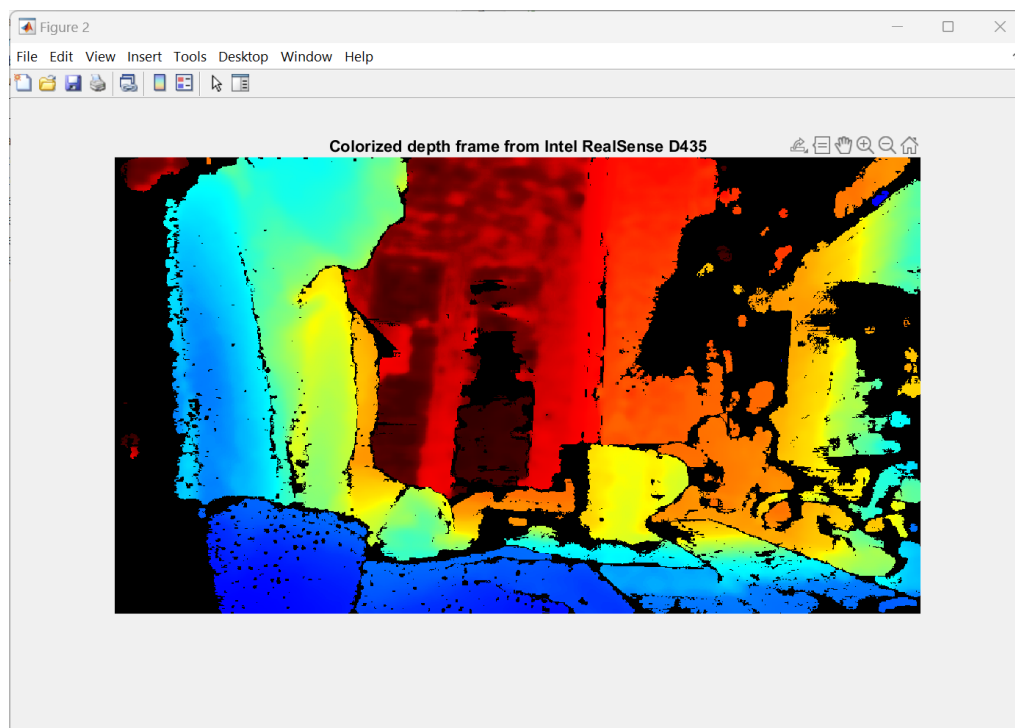 Figure 2
File Edit View Insert Tools Desktop Window Help
Colorized depth frame from Intel RealSense D435